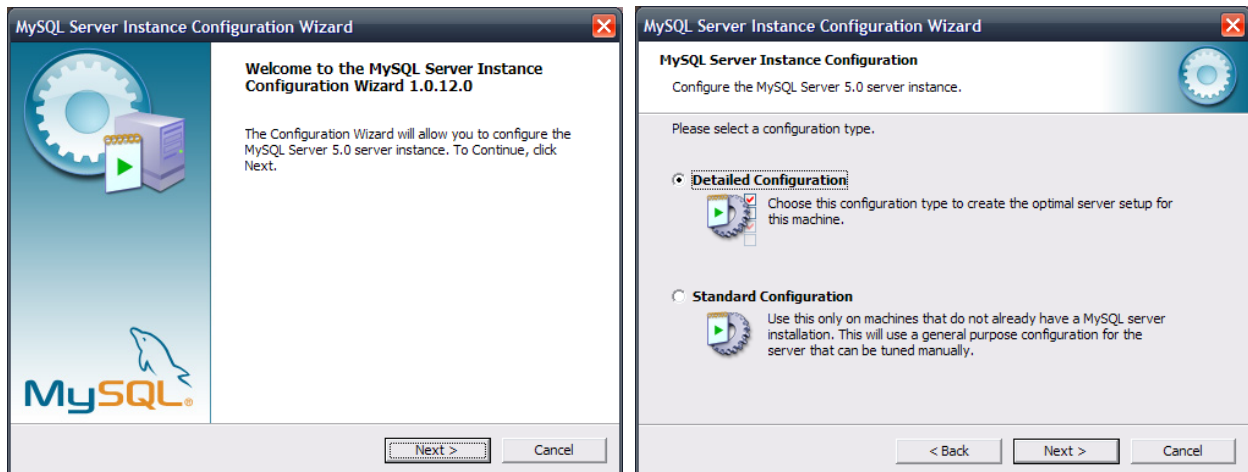 MySQL Server Instance Configuration Wizard
Welcome to the MySQL Server Instance
Configuration Wizard 1.0.12.0
The Configuration Wizard will allow you to configure the
MySQL Server 5.0 server instance. To Continue, click
Next.
MySQL®
Next >
Cancel
MySQL Server Instance Configuration Wizard
MySQL Server Instance Configuration
Configure the MySQL Server 5.0 server instance.
Please select a configuration type.
Detailed Configuration
Choose this configuration type to create the optimal server setup for
this machine.
Standard Configuration
Use this only on machines that do not already have a MySQL server
installation. This will use a general purpose configuration for the
server that can be tuned manually.
< Back
Next >
Cancel